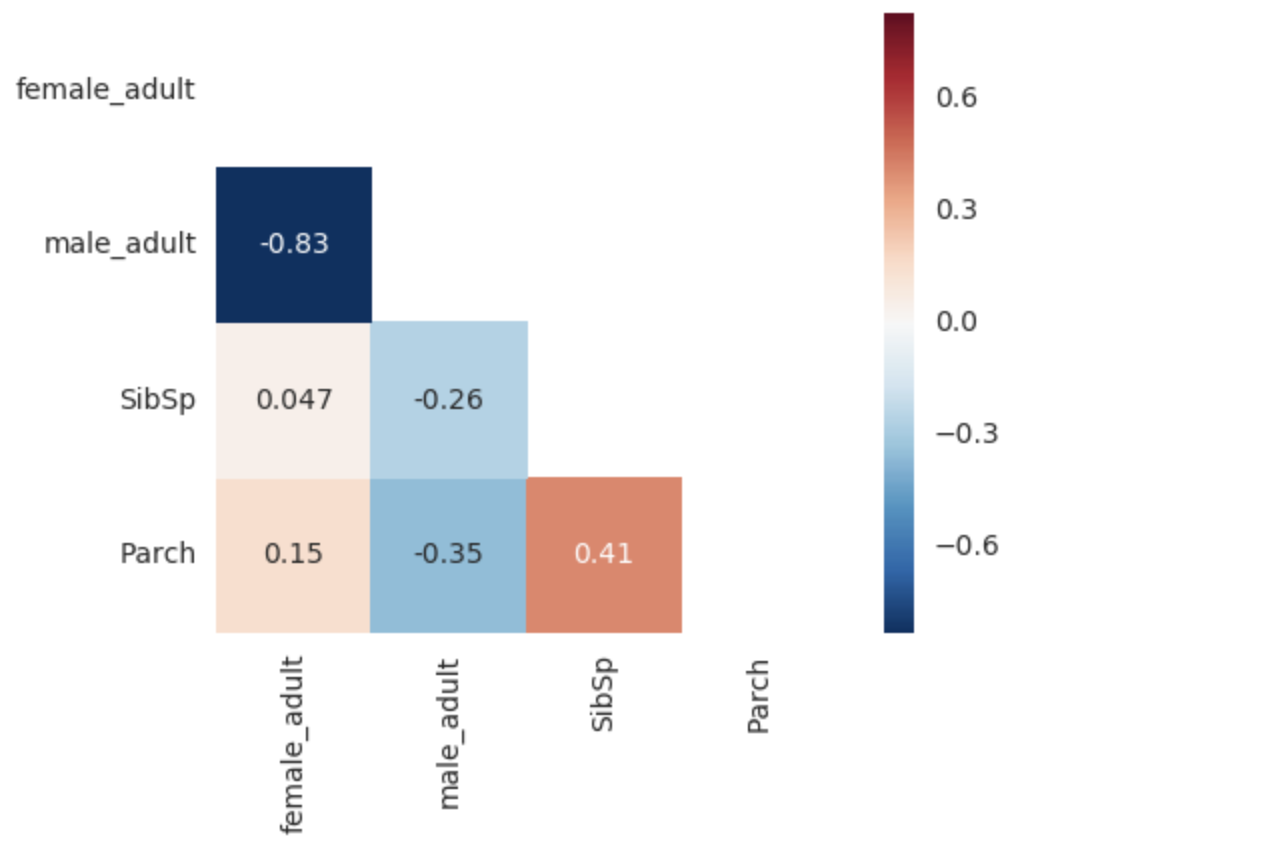 female_adult
male_adult
SibSp
Parch
-0.83
0.047
-0.26
0.15
-0.35
0.41
female_adult
male_adult
SibSp
Parch
0.6
0.3
0.0
−0.3
−0.6